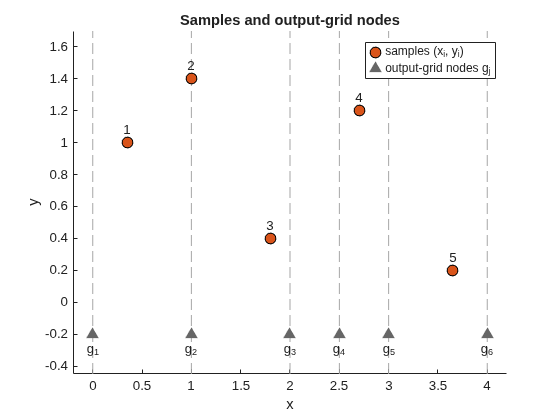 Samples and output-grid nodes
samples (xᵢ, yᵢ)
output-grid nodes gⱼ
1.6
1.4
1.2
1
0.8
0.6
0.4
0.2
0
-0.2
-0.4
y
1
2
3
4
5
g₁
g₂
g₃
g₄
g₅
g₆
0
0.5
1
1.5
2
2.5
3
3.5
4
x